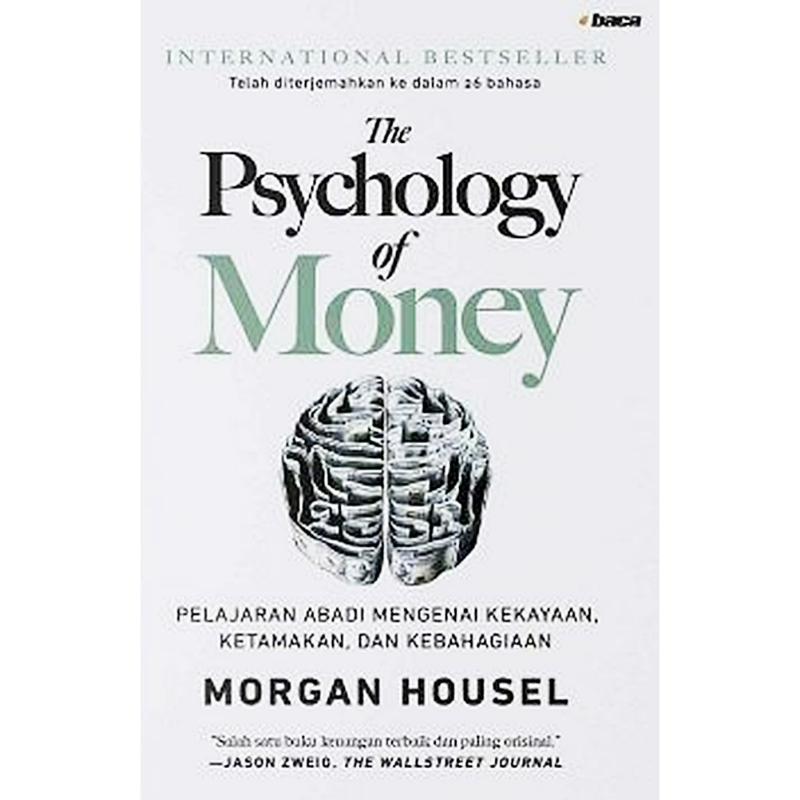 baca
INTERNATIONAL BESTSELLER
Telah diterjemahkan ke dalam 26 bahasa
The
Psychology
of
Money
PELAJARAN ABADI MENGENAI KEKAYAAN,
KETAMAKAN, DAN KEBAHAGIAAN
MORGAN HOUSEL
"Salah satu buku keuangan terbaik dan paling orisinal."
—JASON ZWEIG, THE WALLSTREET JOURNAL